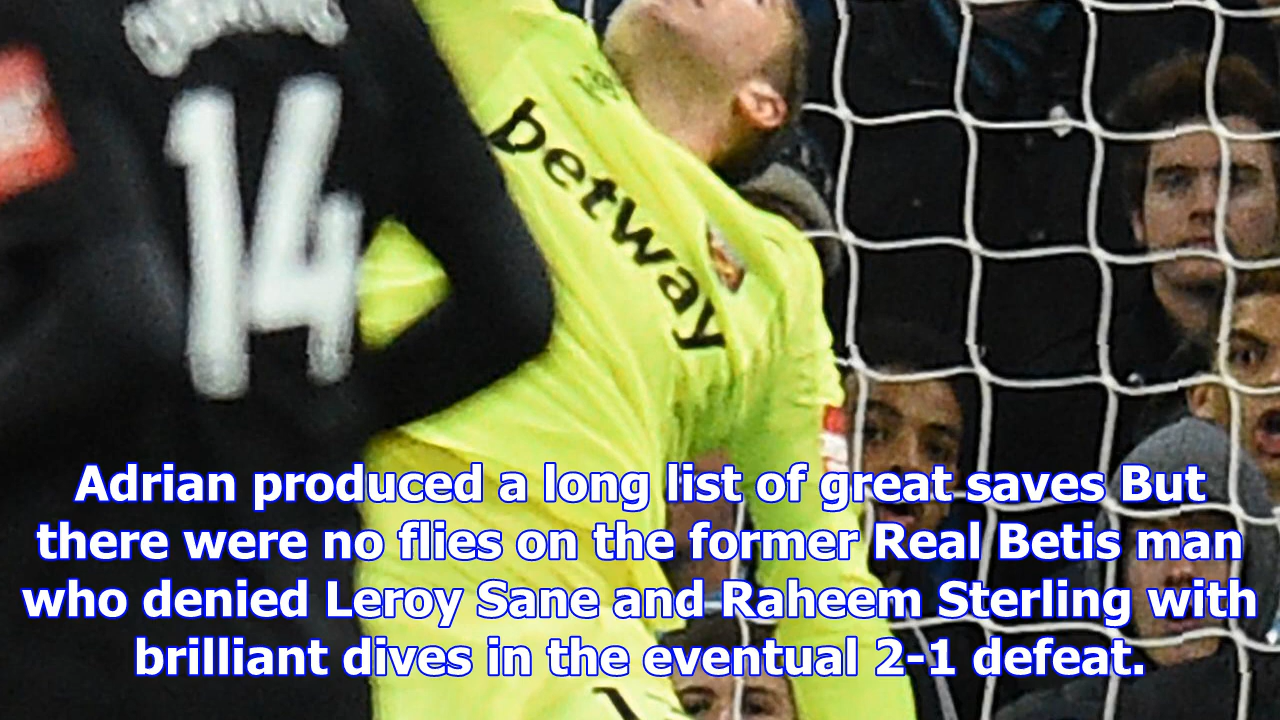 14
betway
Adrian produced a long list of great saves But
there were no flies on the former Real Betis man
who denied Leroy Sane and Raheem Sterling with
brilliant dives in the eventual 2-1 defeat.